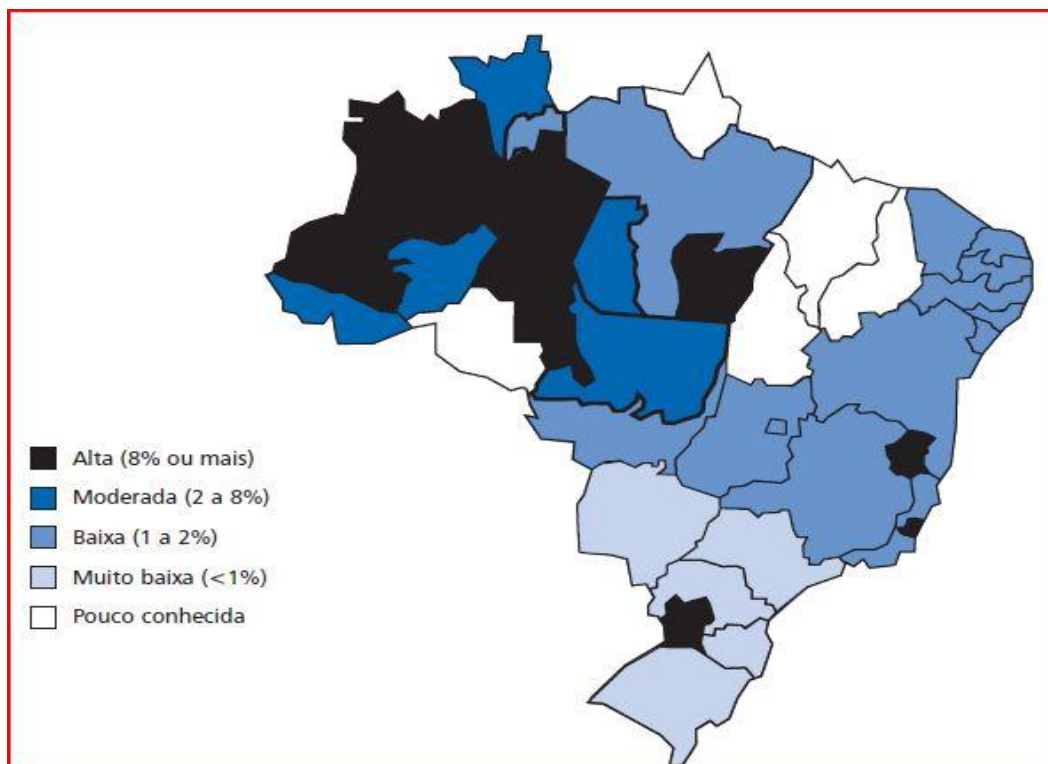 Alta (8% ou mais)
Moderada (2 a 8%)
Baixa (1 a 2%)
Muito baixa (<1%)
Pouco conhecida